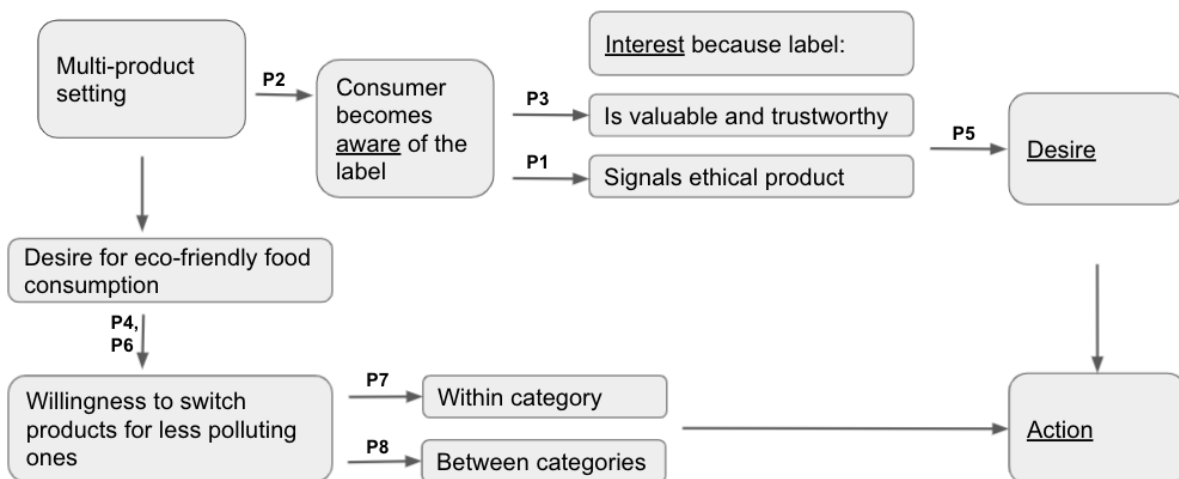 Multi-product
setting
P2
Consumer
becomes
aware of the
label
Interest because label:
P3
Is valuable and trustworthy
P1
Signals ethical product
P5
Desire
Desire for eco-friendly food
consumption
P4,
P6
Willingness to switch
products for less polluting
ones
P7
Within category
P8
Between categories
Action